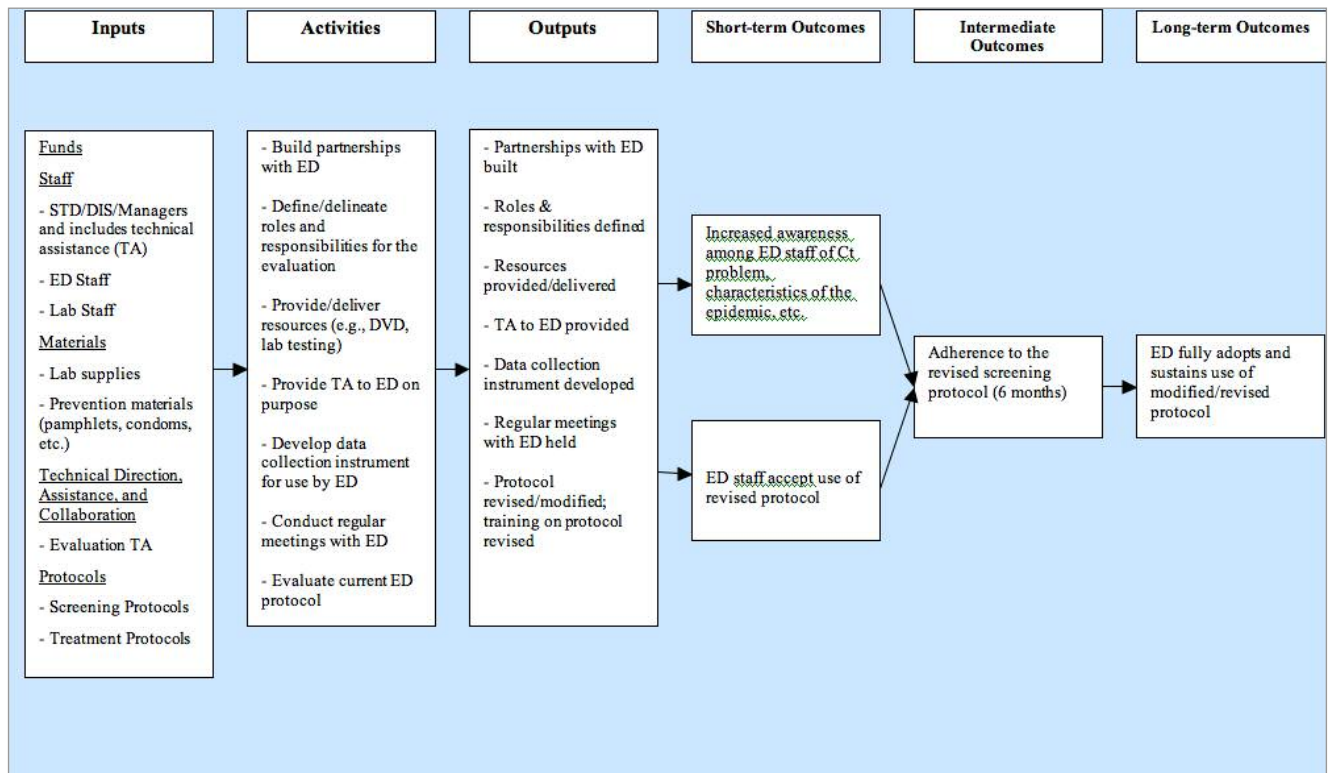 Inputs
Activities
Outputs
Short-term Outcomes
Intermediate
Outcomes
Long-term Outcomes
Funds
Staff
- STD/DIS/Managers
and includes technical
assistance (TA)
- ED Staff
- Lab Staff
Materials
- Lab supplies
- Prevention materials
(pamphlets, condoms,
etc.)
Technical Direction,
Assistance, and
Collaboration
- Evaluation TA
Protocols
- Screening Protocols
- Treatment Protocols
- Build partnerships
with ED
- Define/delineate
roles and
responsibilities for the
evaluation
- Provide/deliver
resources (e.g., DVD,
lab testing)
- Provide TA to ED on
purpose
- Develop data
collection instrument
for use by ED
- Conduct regular
meetings with ED
- Evaluate current ED
protocol
- Partnerships with ED
built
- Roles &
responsibilities defined
- Resources
provided/delivered
- TA to ED provided
- Data collection
instrument developed
- Regular meetings
with ED held
- Protocol
revised/modified;
training on protocol
revised
Increased awareness
among ED staff of Ct
problem,
characteristics of the
epidemic, etc.
ED staff accept use of
revised protocol
Adherence to the
revised screening
protocol (6 months)
ED fully adopts and
sustains use of
modified/revised
protocol